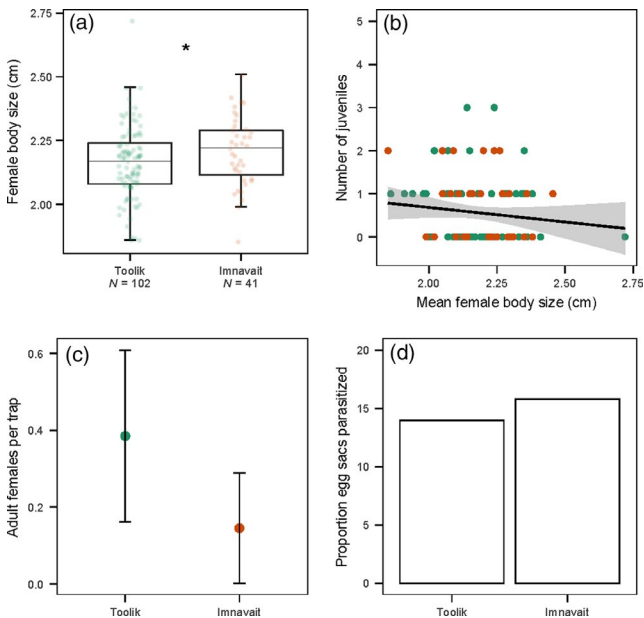 (a)
*
Female body size (cm)
2.75
2.50
2.25
2.00
Toolik
N = 102
Imnavait
N = 41
(b)
Number of juveniles
5
4
3
2
1
0
2.00
2.25
2.50
2.75
Mean female body size (cm)
(c)
Adult females per trap
0.6
0.4
0.2
0.0
Toolik
Imnavait
(d)
Proportion egg sacs parasitized
20
15
10
5
0
Toolik
Imnavait